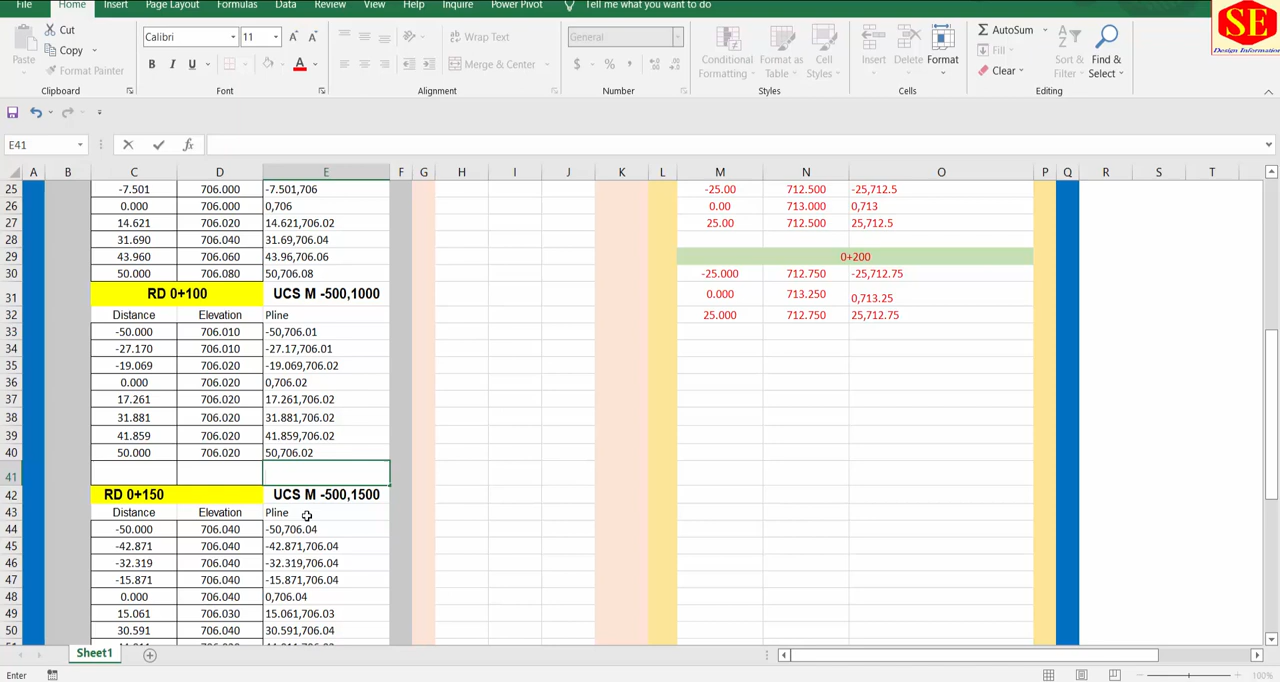 File Home Insert Page Layout Formulas Data Review View Help Inquire Power Pivot Tell me what you want to do
SE
Design Information
Paste
Cut
Copy
Format Painter
Clipboard
Calibri 11
B I U
Font
Wrap Text
Merge & Center
Alignment
General
$ % ,
Number
Conditional Formatting
Format as Table
Cell Styles
Styles
Insert
Delete
Format
Cells
AutoSum
Fill
Clear
Sort & Filter
Find & Select
Editing
E41 fx
A B C D E F G H I J K L M N O P Q R S T
25 -7.501 706.000 -7.501,706 -25.00 712.500 -25,712.5
26 0.000 706.000 0,706 0.00 713.000 0,713
27 14.621 706.020 14.621,706.02 25.00 712.500 25,712.5
28 31.690 706.040 31.69,706.04
29 43.960 706.060 43.96,706.06 0+200
30 50.000 706.080 50,706.08 -25.000 712.750 -25,712.75
31 RD 0+100 UCS M -500,1000 0.000 713.250 0,713.25
32 Distance Elevation Pline 25.000 712.750 25,712.75
33 -50.000 706.010 -50,706.01
34 -27.170 706.010 -27.17,706.01
35 -19.069 706.020 -19.069,706.02
36 0.000 706.020 0,706.02
37 17.261 706.020 17.261,706.02
38 31.881 706.020 31.881,706.02
39 41.859 706.020 41.859,706.02
40 50.000 706.020 50,706.02
41
42 RD 0+150 UCS M -500,1500
43 Distance Elevation Pline
44 -50.000 706.040 -50,706.04
45 -42.871 706.040 -42.871,706.04
46 -32.319 706.040 -32.319,706.04
47 -15.871 706.040 -15.871,706.04
48 0.000 706.040 0,706.04
49 15.061 706.030 15.061,706.03
50 30.591 706.040 30.591,706.04
Sheet1
Enter 100%